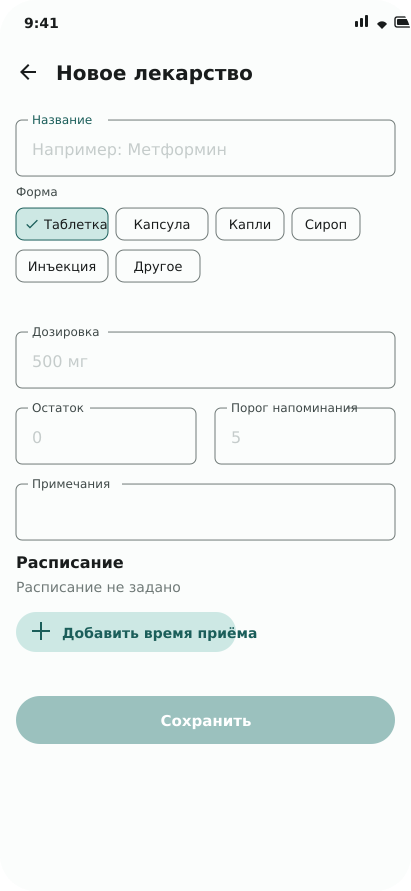 9:41
Новое лекарство
Название
Например: Метформин
Форма
Таблетка Капсула Капли Сироп
Инъекция Другое
Дозировка
500 мг
Остаток Порог напоминания
0 5
Примечания
Расписание
Расписание не задано
Добавить время приёма
Сохранить